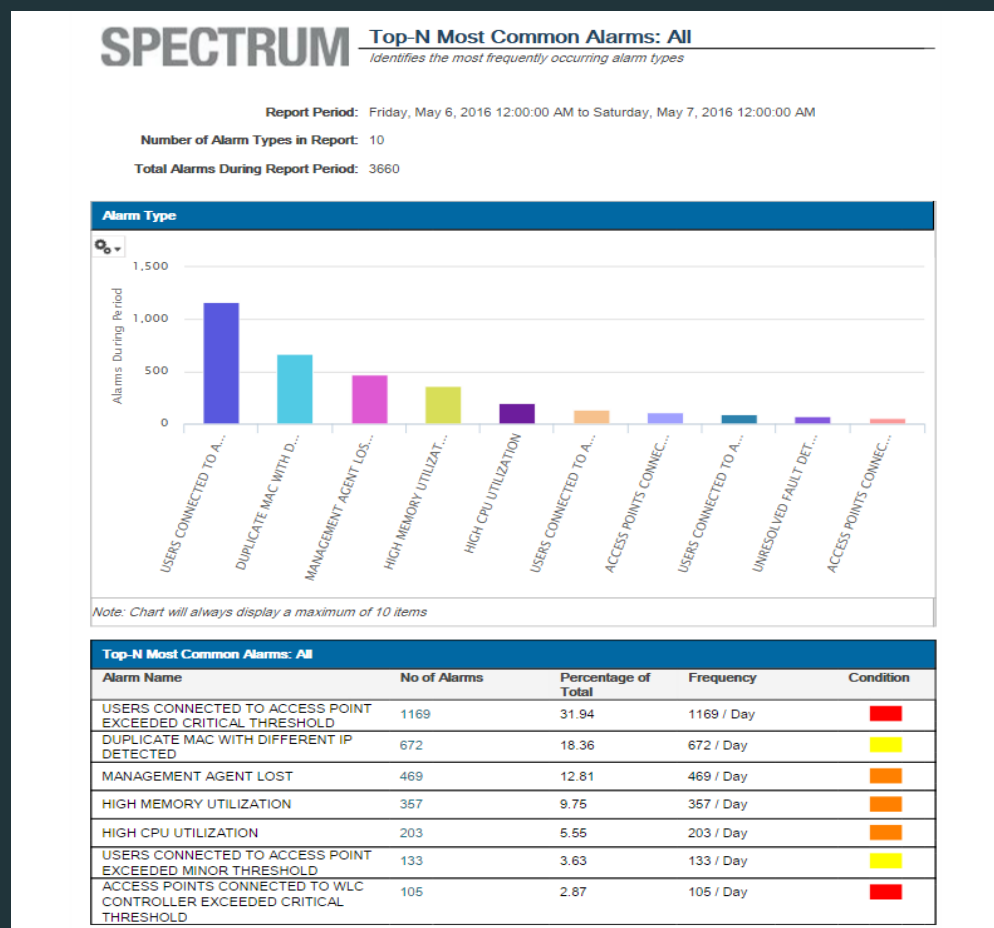 SPECTRUM
Top-N Most Common Alarms: All
Identifies the most frequently occurring alarm types
Report Period: Friday, May 6, 2016 12:00:00 AM to Saturday, May 7, 2016 12:00:00 AM
Number of Alarm Types in Report: 10
Total Alarms During Report Period: 3660
Alarm Type
Alarms During Period
1,500
1,000
500
0
USERS CONNECTED TO A...
DUPLICATE MAC WITH D...
MANAGEMENT AGENT LOS...
HIGH MEMORY UTILIZAT...
HIGH CPU UTILIZATION
USERS CONNECTED TO A...
ACCESS POINTS CONNEC...
USERS CONNECTED TO A...
UNRESOLVED FAULT DET...
ACCESS POINTS CONNEC...
Note: Chart will always display a maximum of 10 items
Top-N Most Common Alarms: All
Alarm Name No of Alarms Percentage of Frequency Condition
Total
USERS CONNECTED TO ACCESS POINT
EXCEEDED CRITICAL THRESHOLD 1169 31.94 1169 / Day
DUPLICATE MAC WITH DIFFERENT IP
DETECTED 672 18.36 672 / Day
MANAGEMENT AGENT LOST 469 12.81 469 / Day
HIGH MEMORY UTILIZATION 357 9.75 357 / Day
HIGH CPU UTILIZATION 203 5.55 203 / Day
USERS CONNECTED TO ACCESS POINT
EXCEEDED MINOR THRESHOLD 133 3.63 133 / Day
ACCESS POINTS CONNECTED TO WLC
CONTROLLER EXCEEDED CRITICAL 105 2.87 105 / Day
THRESHOLD